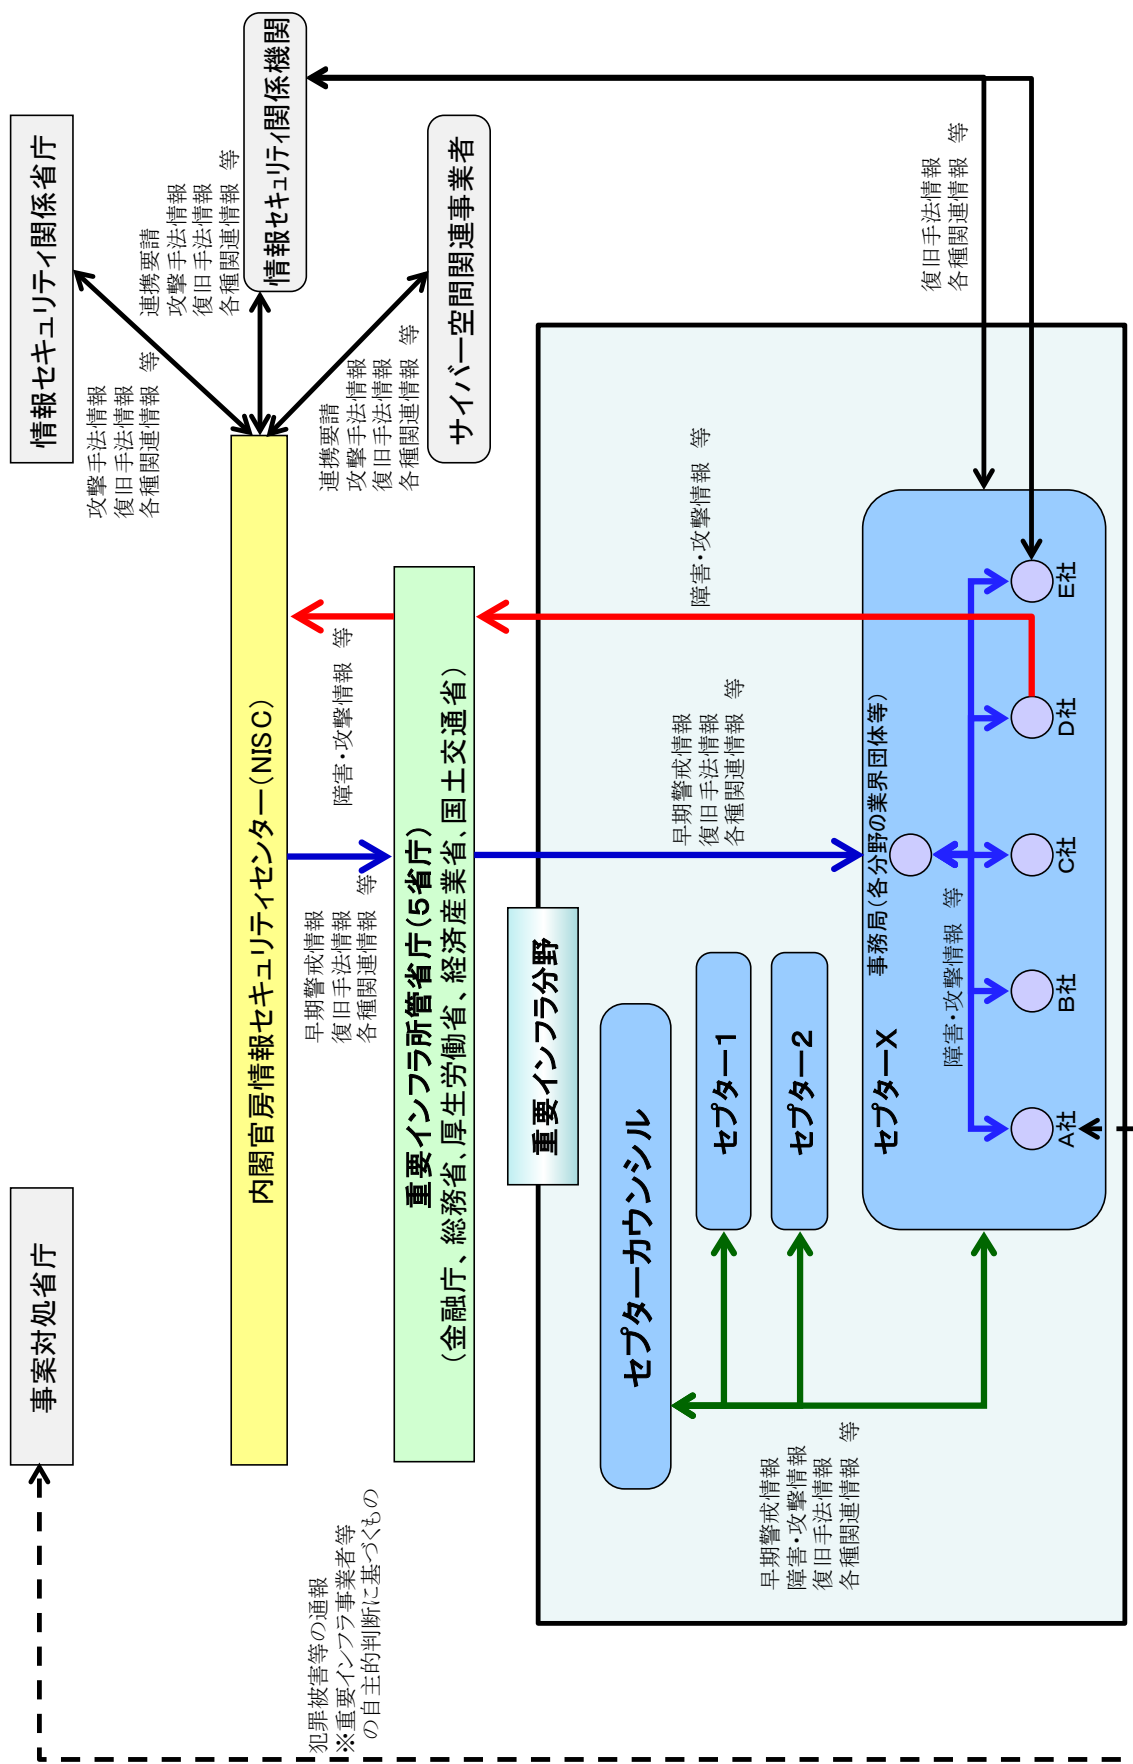 事案対処省庁
情報セキュリティ関係省庁
攻撃手法情報
復旧手法情報
各種関連情報 等
連携要請
攻撃手法情報
復旧手法情報
各種関連情報 等
情報セキュリティ関係機関
内閣官房情報セキュリティセンター(NISC)
連携要請
攻撃手法情報
復旧手法情報
各種関連情報 等
サイバー空間関連事業者
犯罪被害等の通報
※重要インフラ事業者等
の自主的判断に基づくもの
早期警戒情報
復旧手法情報
各種関連情報 等
障害・攻撃情報 等
重要インフラ所管省庁(5省庁)
(金融庁、総務省、厚生労働省、経済産業省、国土交通省)
重要インフラ分野
セプターカウンシル
早期警戒情報
復旧手法情報
各種関連情報 等
障害・攻撃情報 等
セプター1
セプター2
早期警戒情報
障害・攻撃情報
復旧手法情報
各種関連情報 等
セプターX
事務局(各分野の業界団体等)
障害・攻撃情報 等
復旧手法情報
各種関連情報 等
A社
B社
C社
D社
E社